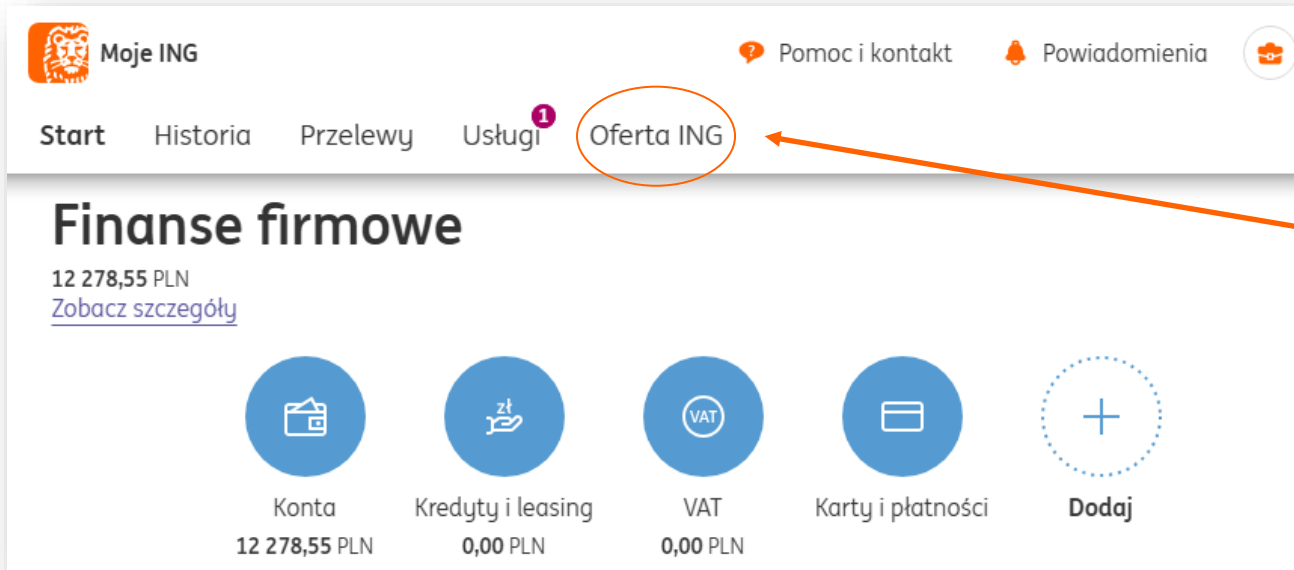 Moje ING
? Pomoc i kontakt
Powiadomienia
Start Historia Przelewy Usługi 1 Oferta ING
Finanse firmowe
12 278,55 PLN
Zobacz szczegóły
zł
VAT
Konta Kredyty i leasing VAT Karty i płatności Dodaj
12 278,55 PLN 0,00 PLN 0,00 PLN